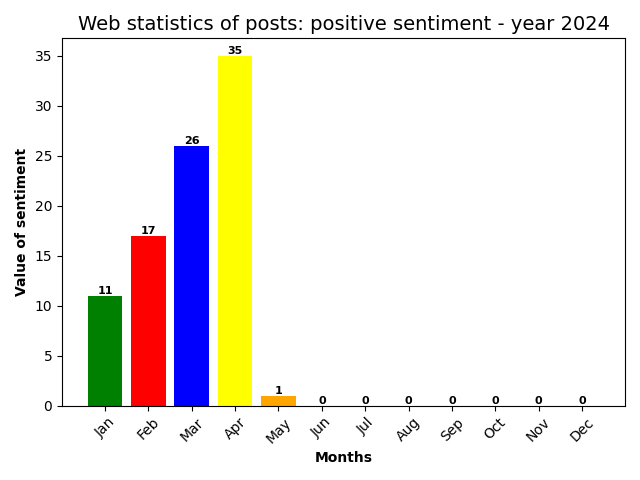 Web statistics of posts: positive sentiment - year 2024
Value of sentiment
35
30
25
20
15
10
5
0
11
17
26
35
1
0
0
0
0
0
0
0
Jan
Feb
Mar
Apr
May
Jun
Jul
Aug
Sep
Oct
Nov
Dec
Months